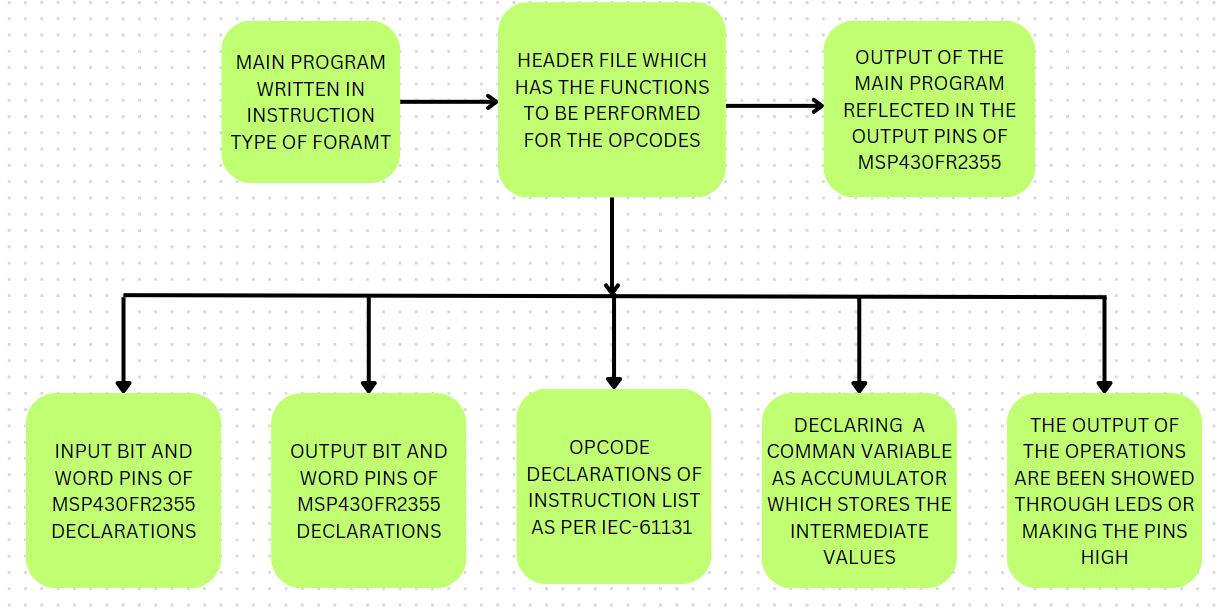 MAIN PROGRAM
WRITTEN IN
INSTRUCTION
TYPE OF FORAMT
HEADER FILE WHICH
HAS THE FUNCTIONS
TO BE PERFORMED
FOR THE OPCODES
OUTPUT OF THE
MAIN PROGRAM
REFLECTED IN THE
OUTPUT PINS OF
MSP430FR2355
INPUT BIT AND
WORD PINS OF
MSP430FR2355
DECLARATIONS
OUTPUT BIT AND
WORD PINS OF
MSP430FR2355
DECLARATIONS
OPCODE
DECLARATIONS OF
INSTRUCTION LIST
AS PER IEC-61131
DECLARING A
COMMAN VARIABLE
AS ACCUMULATOR
WHICH STORES THE
INTERMEDIATE
VALUES
THE OUTPUT OF
THE OPERATIONS
ARE BEEN SHOWED
THROUGH LEDS OR
MAKING THE PINS
HIGH